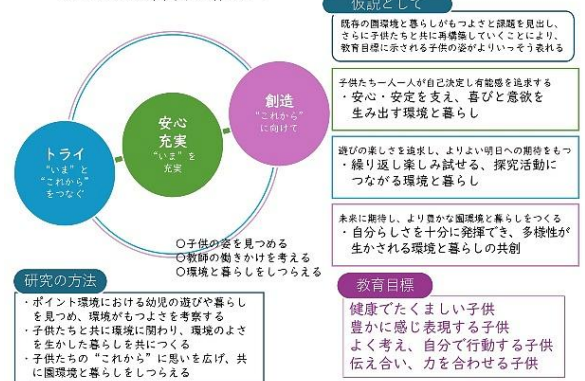 仮説として
既存の園環境と暮らしがもつよさと課題を見出し、
さらに子供たちと共に再構築していくことにより、
教育目標に示される子供の姿がよりいっそう表れる
子供たち一人一人が自己決定し有能感を追求する
・安心・安定を支え、喜びと意欲を
生み出す環境と暮らし
遊びの楽しさを追求し、よりよい明日への期待をもつ
・繰り返し楽しみ試せる、探究活動に
つながる環境と暮らし
未来に期待し、より豊かな園環境と暮らしをつくる
・自分らしさを十分に発揮でき、多様性が
生かされる環境と暮らしの共創
創造
“これから”
に向けて
安心
充実
“いま”を
充実
トライ
“いま”と
“これから”
をつなぐ
○子供の姿を見つめる
○教師の働きかけを考える
○環境と暮らしをしつらえる
研究の方法
・ポイント環境における幼児の遊びや暮らし
を見つめ、環境がもつよさを考察する
・子供たちと共に環境に関わり、環境のよさ
を生かした暮らしを共につくる
・子供たちの“これから”に思いを広げ、共
に園環境と暮らしをしつらえる
教育目標
健康でたくましい子供
豊かに感じ表現する子供
よく考え、自分で行動する子供
伝え合い、力を合わせる子供